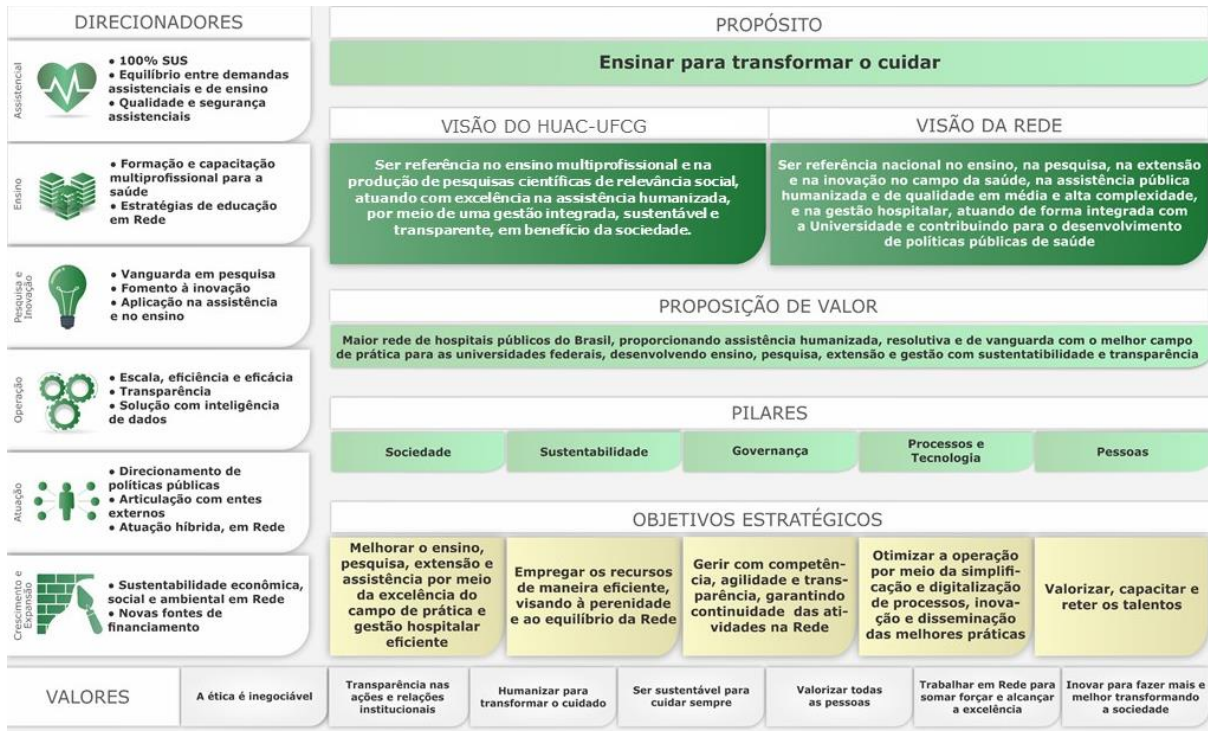 DIRECIONADORES
Assistencial
● 100% SUS
● Equilíbrio entre demandas
assistenciais e de ensino
● Qualidade e segurança
assistenciais
Ensino
● Formação e capacitação
multiprofissional para a
saúde
● Estratégias de educação
em Rede
Pesquisa e
Inovação
● Vanguarda em pesquisa
● Fomento à inovação
● Aplicação na assistência
e no ensino
Operação
● Escala, eficiência e eficácia
● Transparência
● Solução com inteligência
de dados
Atuação
● Direcionamento de
políticas públicas
● Articulação com entes
externos
● Atuação híbrida, em Rede
Crescimento e
Expansão
● Sustentabilidade econômica,
social e ambiental em Rede
● Novas fontes de
financiamento
PROPÓSITO
Ensinar para transformar o cuidar
VISÃO DO HUAC-UFCG
Ser referência no ensino multiprofissional e na
produção de pesquisas científicas de relevância social,
atuando com excelência na assistência humanizada,
por meio de uma gestão integrada, sustentável e
transparente, em benefício da sociedade.
VISÃO DA REDE
Ser referência nacional no ensino, na pesquisa, na extensão
e na inovação no campo da saúde, na assistência pública
humanizada e de qualidade em média e alta complexidade,
e na gestão hospitalar, atuando de forma integrada com
a Universidade e contribuindo para o desenvolvimento
de políticas públicas de saúde
PROPOSIÇÃO DE VALOR
Maior rede de hospitais públicos do Brasil, proporcionando assistência humanizada, resolutiva e de vanguarda com o melhor campo
de prática para as universidades federais, desenvolvendo ensino, pesquisa, extensão e gestão com sustentatibilidade e transparência
PILARES
Sociedade
Sustentabilidade
Governança
Processos e
Tecnologia
Pessoas
OBJETIVOS ESTRATÉGICOS
Melhorar o ensino,
pesquisa, extensão e
assistência por meio
da excelência do
campo de prática e
gestão hospitalar
eficiente
Empregar os recursos
de maneira eficiente,
visando à perenidade
e ao equilíbrio da Rede
Gerir com competên-
cia, agilidade e trans-
parência, garantindo
continuidade das ati-
vidades na Rede
Otimizar a operação
por meio da simplifi-
cação e digitalização
de processos, inova-
ção e disseminação
das melhores práticas
Valorizar, capacitar e
reter os talentos
VALORES
A ética é inegociável
Transparência nas
ações e relações
institucionais
Humanizar para
transformar o cuidado
Ser sustentável para
cuidar sempre
Valorizar todas
as pessoas
Trabalhar em Rede para
somar forçar e alcançar
a excelência
Inovar para fazer mais e
melhor transformando
a sociedade